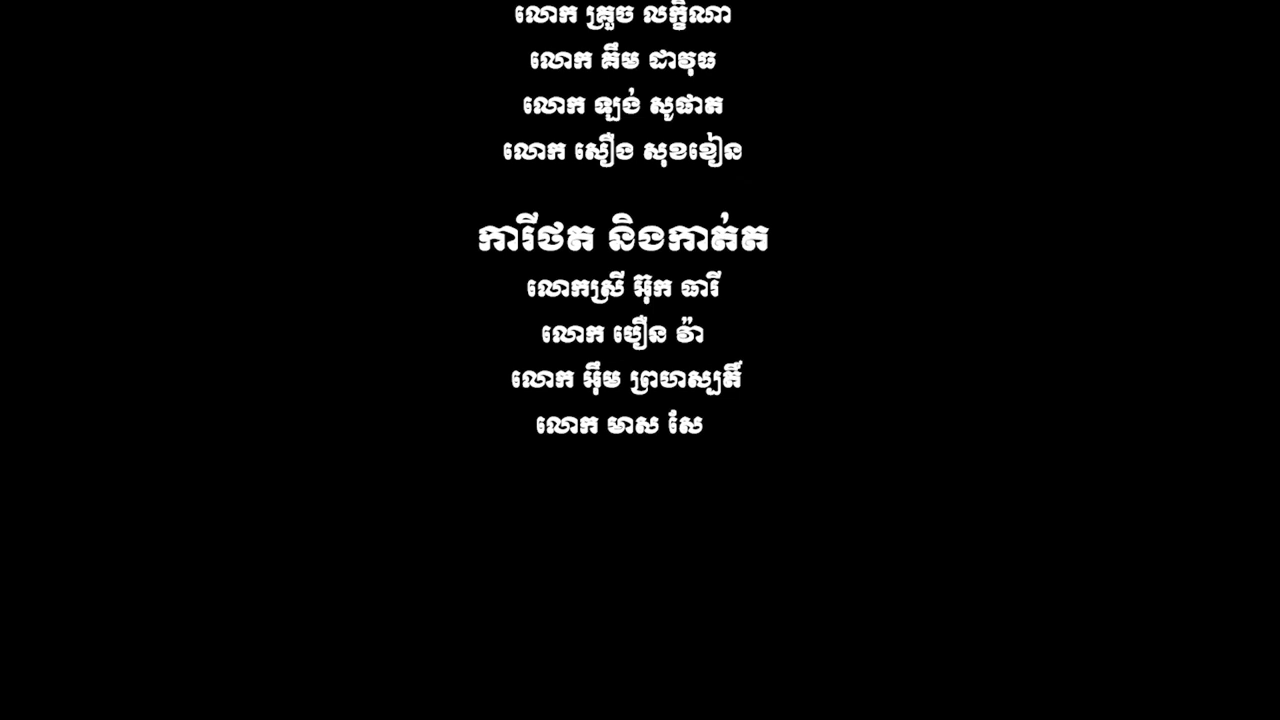 លោក គ្រួច លក្ខិណា
លោក គឹម ដាវុធ
លោក ឡុង សូផាត
លោក សឿង សុខខៀន
ការីថត និងកាត់ត
លោកស្រី អ៊ុក ធារី
លោក បឿន រ៉ា
លោក អ៊ឹម ព្រហស្បតិ៍
លោក មាស សែ